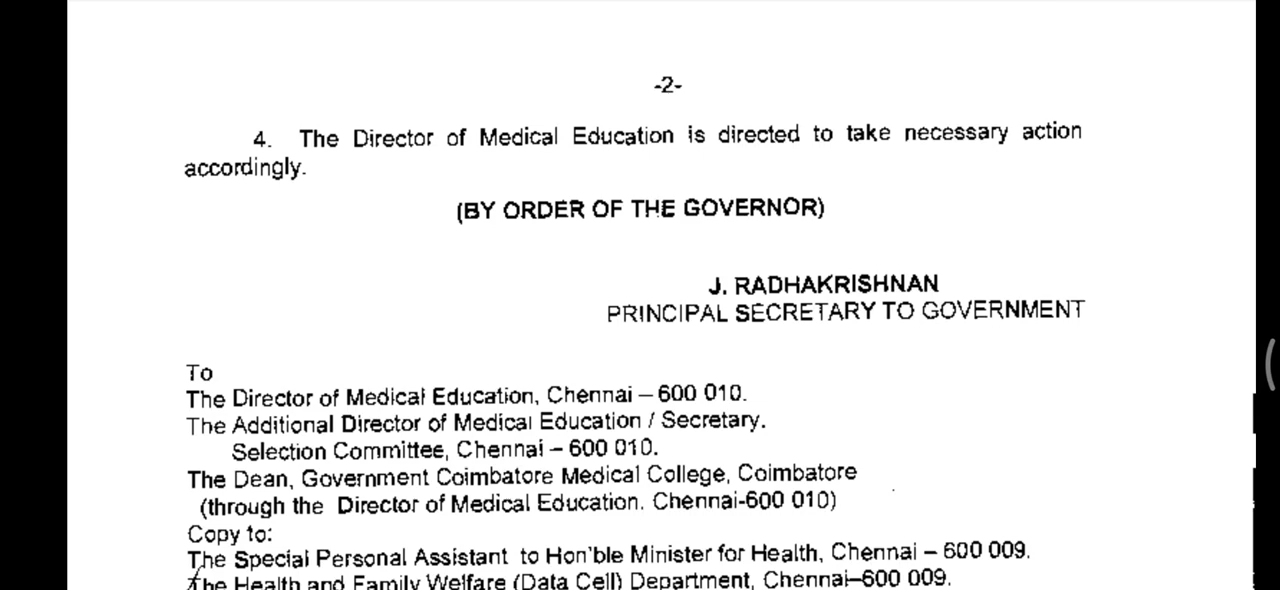 -2-
4. The Director of Medical Education is directed to take necessary action
accordingly.
(BY ORDER OF THE GOVERNOR)
J. RADHAKRISHNAN
PRINCIPAL SECRETARY TO GOVERNMENT
To
The Director of Medical Education, Chennai – 600 010.
The Additional Director of Medical Education / Secretary.
Selection Committee, Chennai – 600 010.
The Dean, Government Coimbatore Medical College, Coimbatore
(through the Director of Medical Education. Chennai-600 010)
Copy to:
The Special Personal Assistant to Hon'ble Minister for Health, Chennai – 600 009.
The Health and Family Welfare (Data Cell) Department, Chennai–600 009.